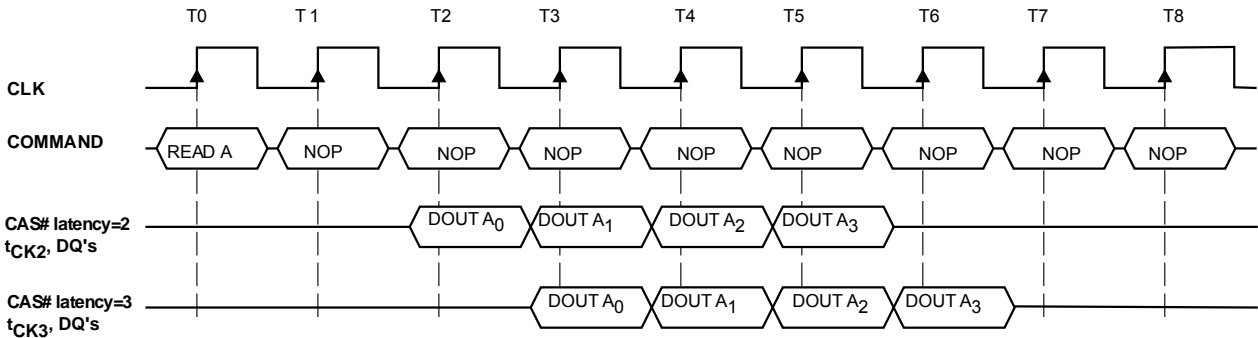 T0 T 1 T2 T3 T4 T5 T6 T7 T8
CLK
COMMAND READ A NOP NOP NOP NOP NOP NOP NOP NOP
CAS# latency=2 DOUT A0 DOUT A1 DOUT A2 DOUT A3
tCK2, DQ's
CAS# latency=3 DOUT A0 DOUT A1 DOUT A2 DOUT A3
tCK3, DQ's